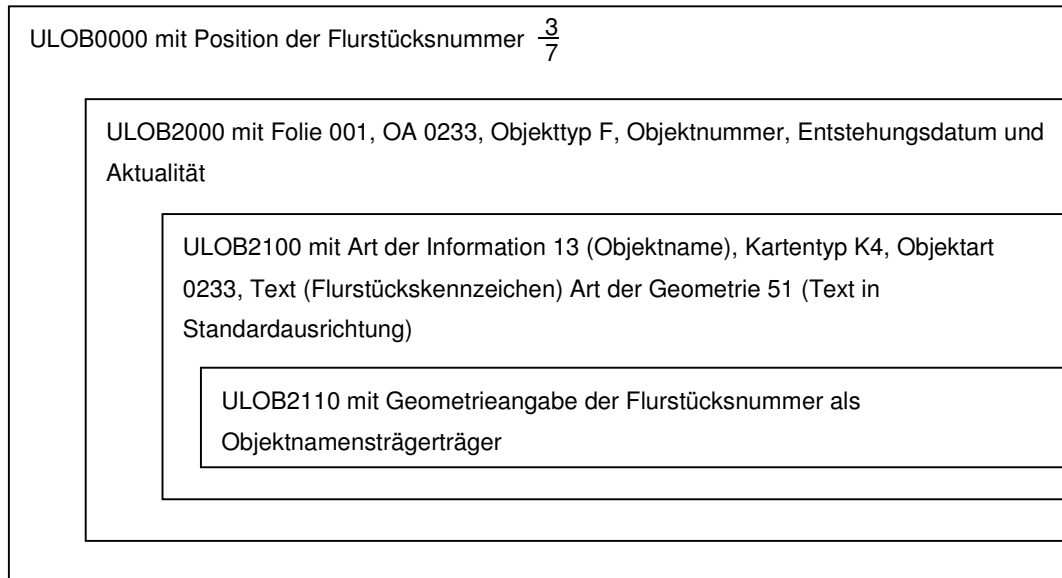 ULOB0000 mit Position der Flurstücksnummer 3/7
ULOB2000 mit Folie 001, OA 0233, Objekttyp F, Objektnummer, Entstehungsdatum und
Aktualität
ULOB2100 mit Art der Information 13 (Objektname), Kartentyp K4, Objektart
0233, Text (Flurstückskennzeichen) Art der Geometrie 51 (Text in
Standardausrichtung)
ULOB2110 mit Geometrieangabe der Flurstücksnummer als
Objektnamensträgerträger